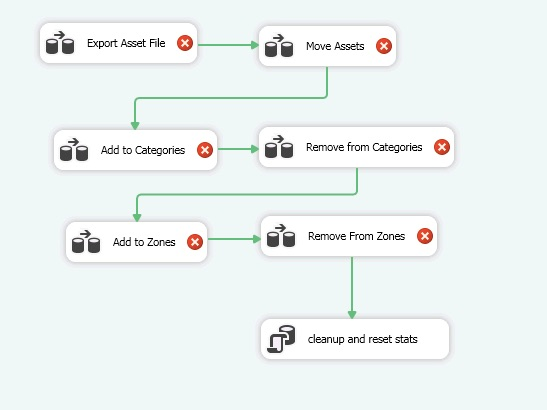 Export Asset File
Move Assets
Add to Categories
Remove from Categories
Add to Zones
Remove From Zones
cleanup and reset stats